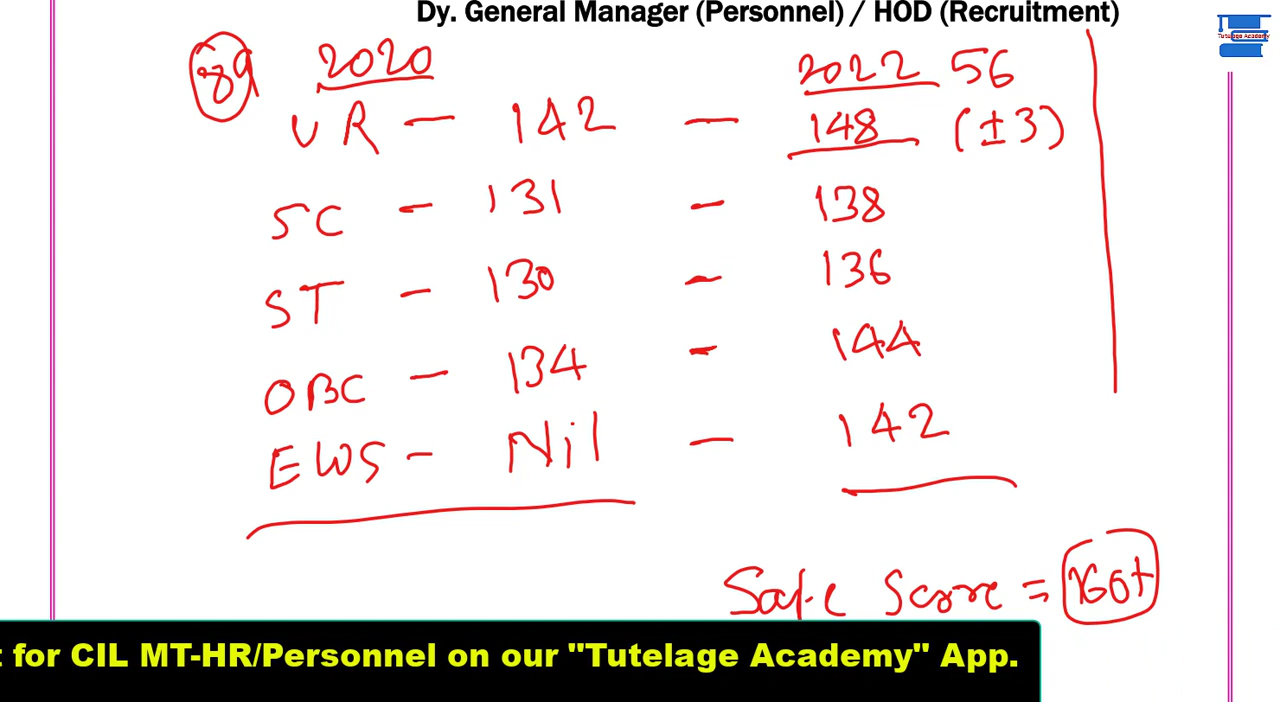 Dy. General Manager (Personnel) / HOD (Recruitment)
Tutelage Academy
89 2020 2022 56
UR - 142 - 148 (±3)
SC - 131 - 138
ST - 130 - 136
OBC - 134 - 144
EWS - Nil - 142
Safe Score = 160+
t for CIL MT-HR/Personnel on our "Tutelage Academy" App.